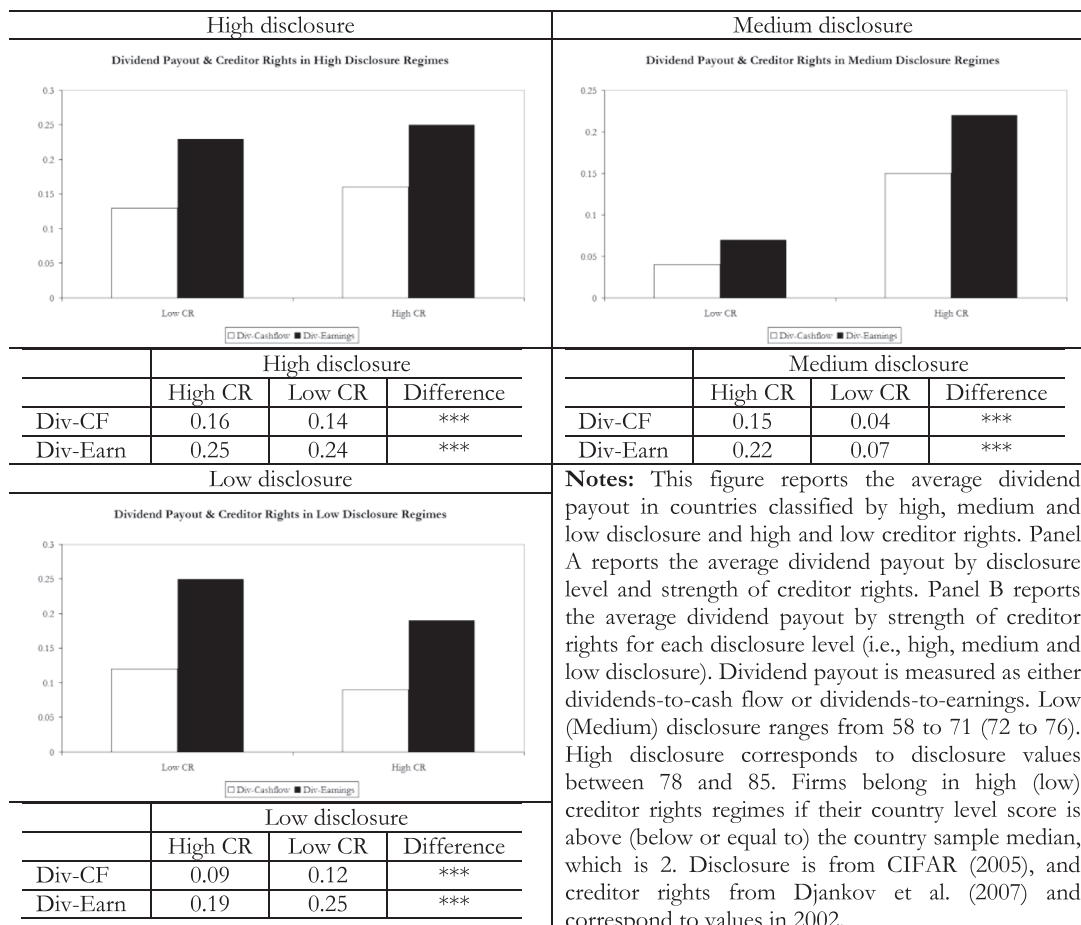 High disclosure
Dividend Payout & Creditor Rights in High Disclosure Regimes
0.3
0.25
0.2
0.15
0.1
0.05
0
Low CR High CR
Div-Cashflow Div-Earnings
High disclosure
High CR Low CR Difference
Div-CF 0.16 0.14 ***
Div-Earn 0.25 0.24 ***
Medium disclosure
Dividend Payout & Creditor Rights in Medium Disclosure Regimes
0.25
0.2
0.15
0.1
0.05
0
Low CR High CR
Div-Cashflow Div-Earnings
Medium disclosure
High CR Low CR Difference
Div-CF 0.15 0.04 ***
Div-Earn 0.22 0.07 ***
Low disclosure
Dividend Payout & Creditor Rights in Low Disclosure Regimes
0.3
0.25
0.2
0.15
0.1
0.05
0
Low CR High CR
Div-Cashflow Div-Earnings
Low disclosure
High CR Low CR Difference
Div-CF 0.09 0.12 ***
Div-Earn 0.19 0.25 ***
Notes: This figure reports the average dividend
payout in countries classified by high, medium and
low disclosure and high and low creditor rights. Panel
A reports the average dividend payout by disclosure
level and strength of creditor rights. Panel B reports
the average dividend payout by strength of creditor
rights for each disclosure level (i.e., high, medium and
low disclosure). Dividend payout is measured as either
dividends-to-cash flow or dividends-to-earnings. Low
(Medium) disclosure ranges from 58 to 71 (72 to 76).
High disclosure corresponds to disclosure values
between 78 and 85. Firms belong in high (low)
creditor rights regimes if their country level score is
above (below or equal to) the country sample median,
which is 2. Disclosure is from CIFAR (2005), and
creditor rights from Djankov et al. (2007) and
correspond to values in 2002.